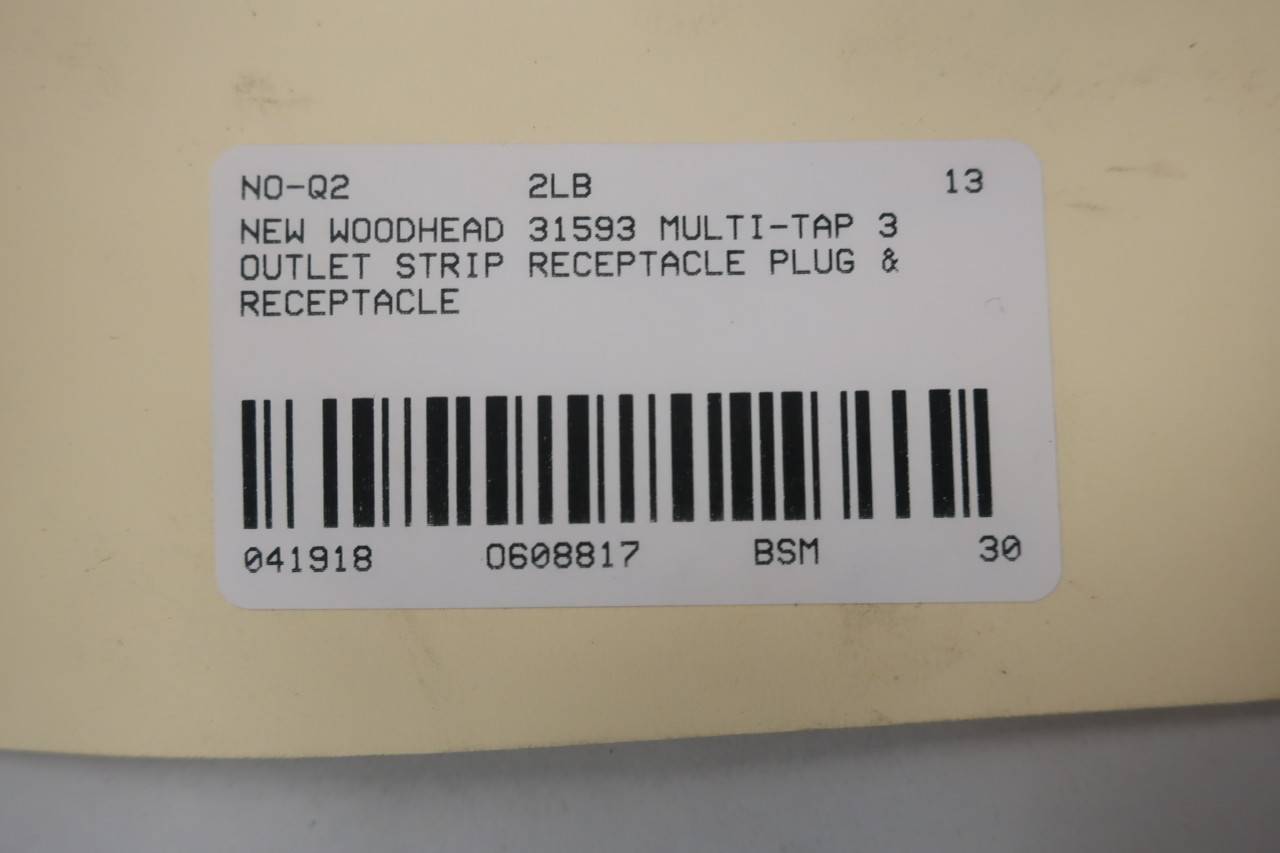 NO-Q2 2LB 13
NEW WOODHEAD 31593 MULTI-TAP 3
OUTLET STRIP RECEPTACLE PLUG &
RECEPTACLE
041918 0608817 BSM 30